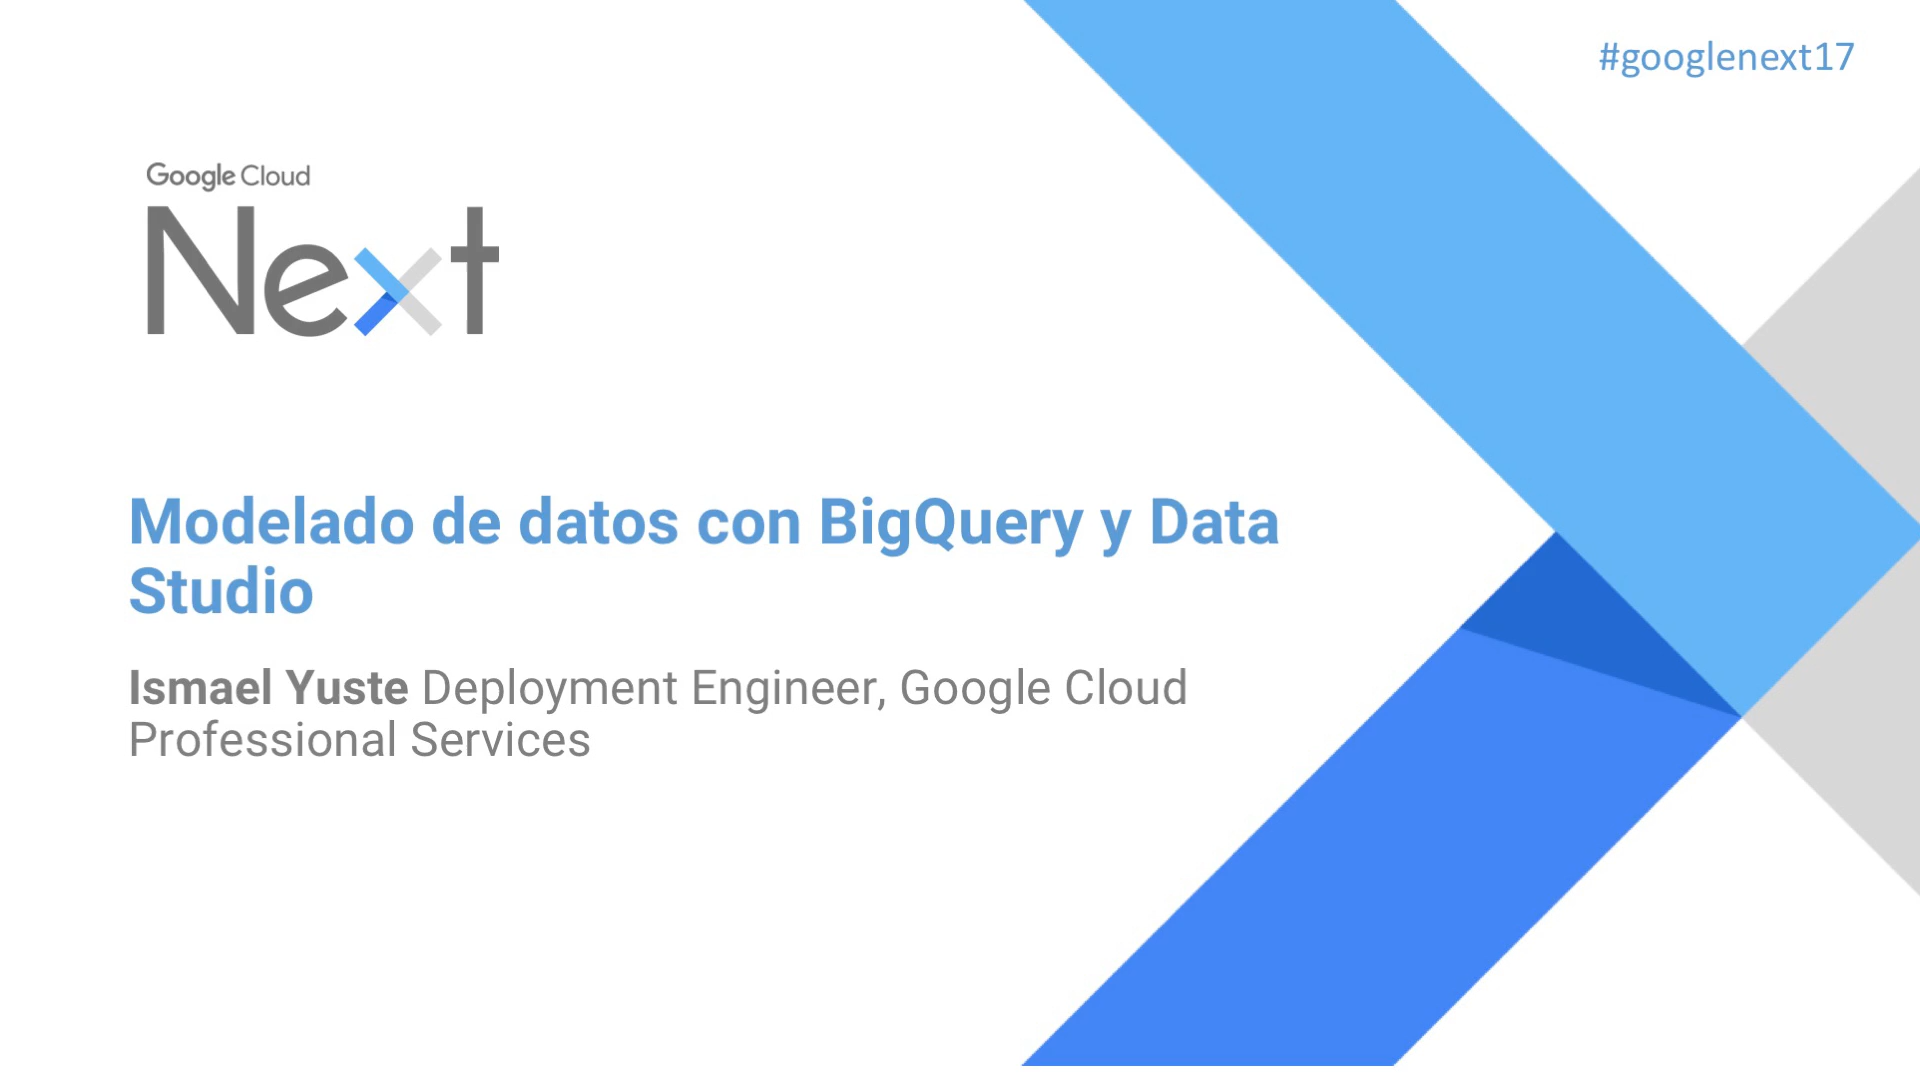 #googlenext17
Google Cloud
Next
Modelado de datos con BigQuery y Data
Studio
Ismael Yuste Deployment Engineer, Google Cloud
Professional Services